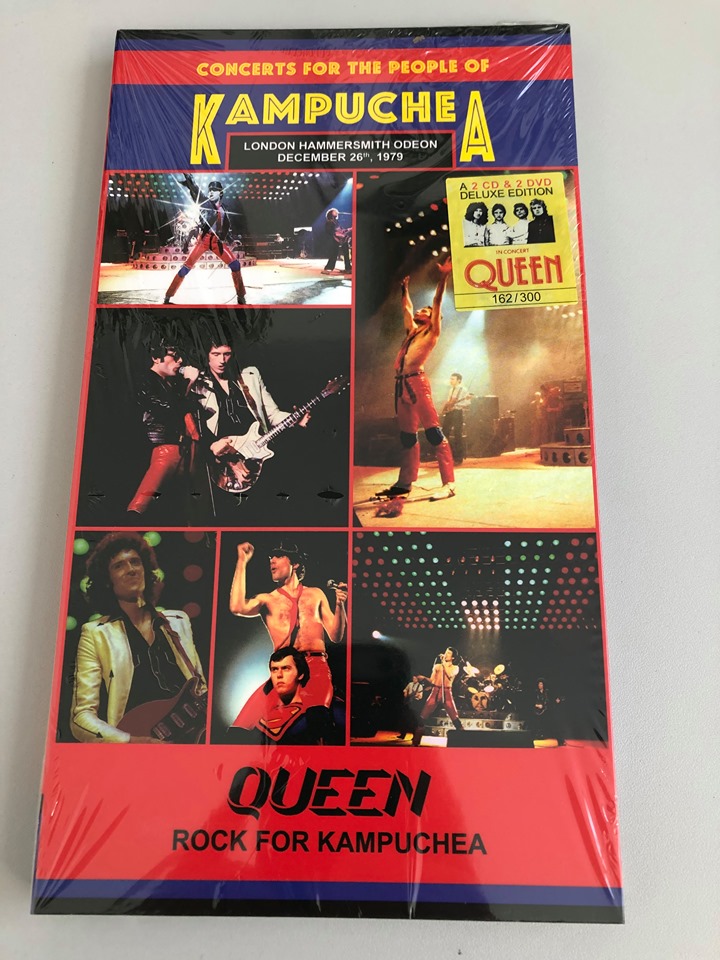 CONCERTS FOR THE PEOPLE OF
KAMPUCHEA
LONDON HAMMERSMITH ODEON
DECEMBER 26th, 1979
A 2 CD & 2 DVD
DELUXE EDITION
IN CONCERT
QUEEN
162/300
QUEEN
ROCK FOR KAMPUCHEA